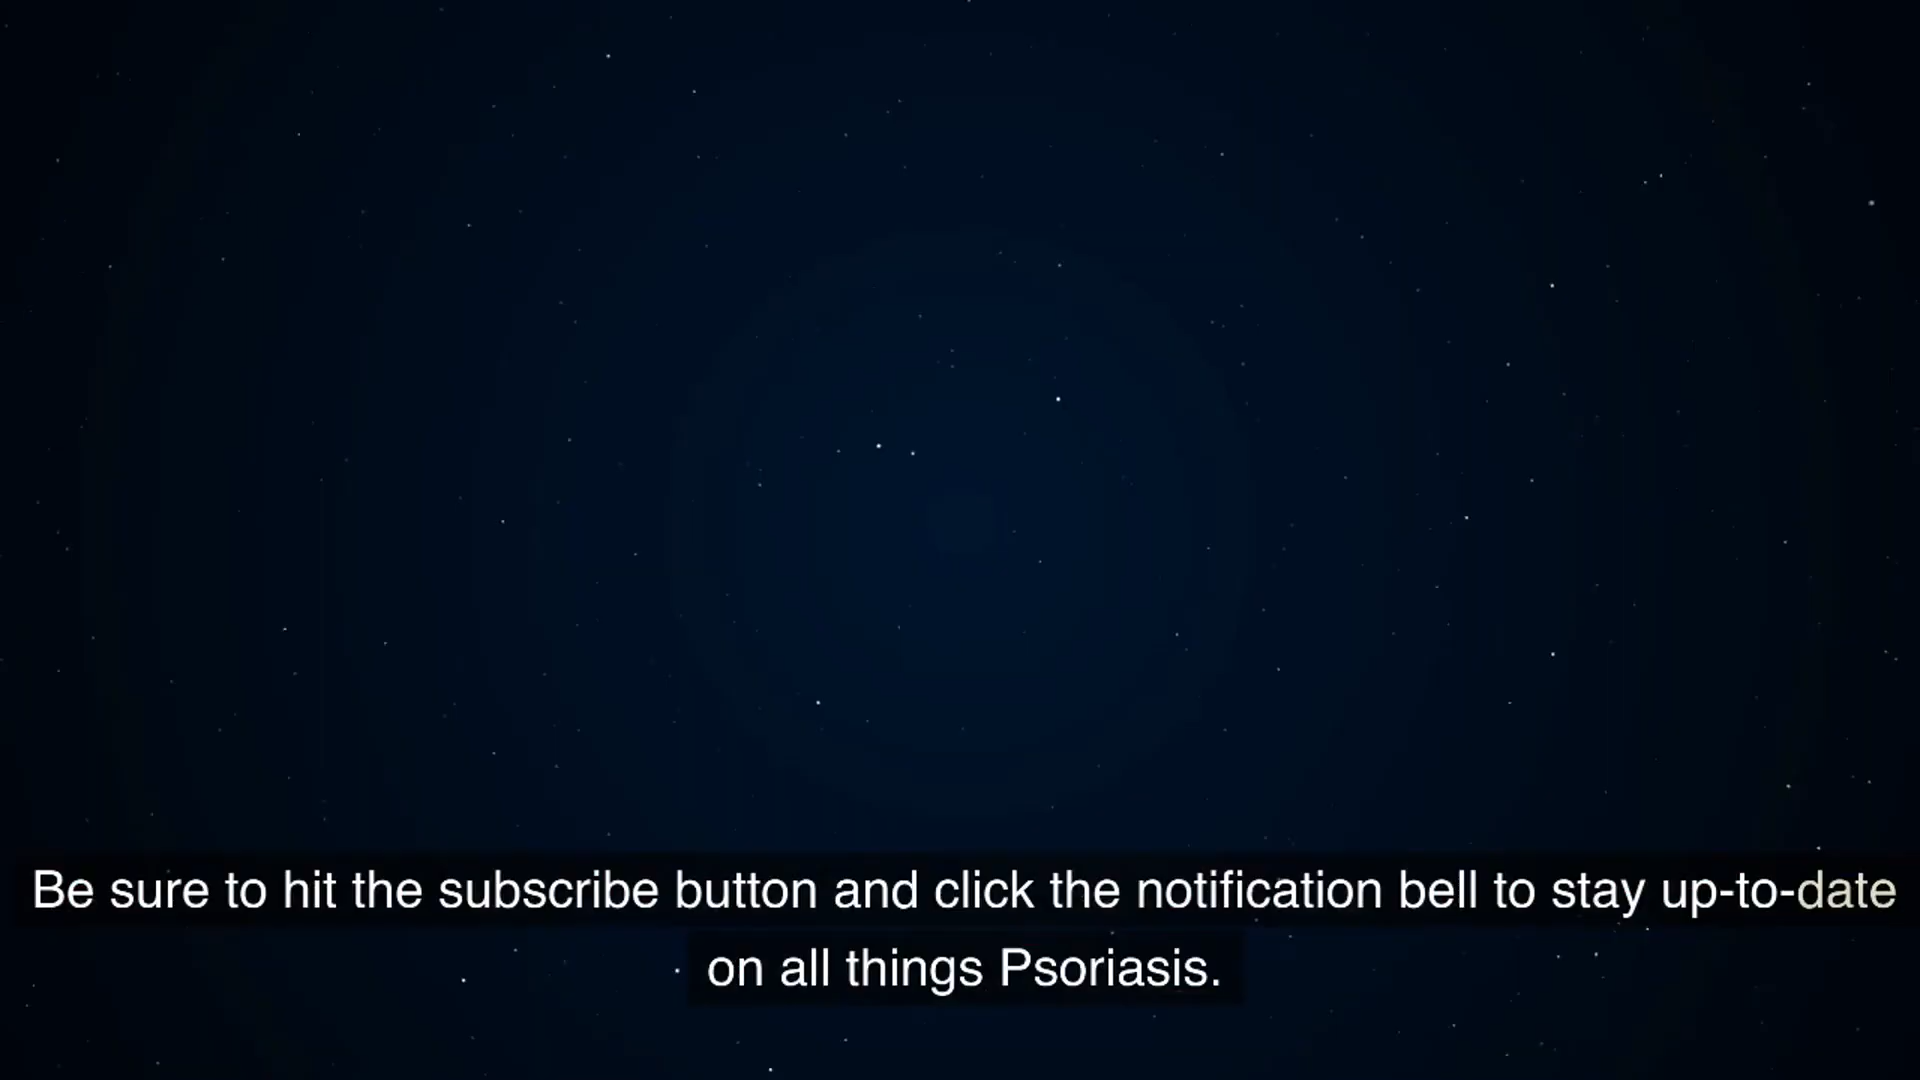 Be sure to hit the subscribe button and click the notification bell to stay up-to-date
on all things Psoriasis.